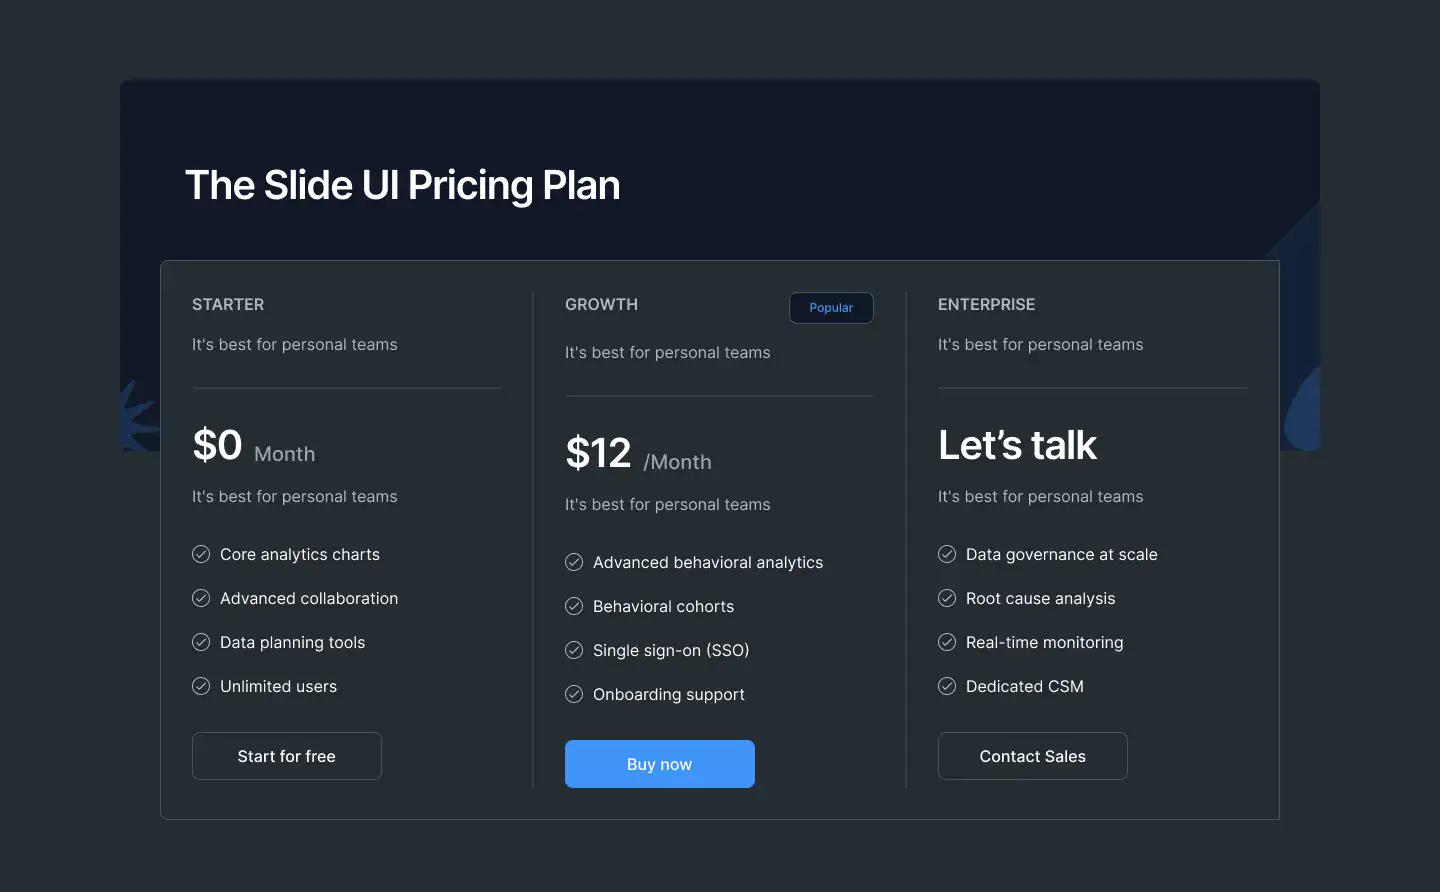 The Slide UI Pricing Plan
STARTER
It's best for personal teams
$0 Month
It's best for personal teams
Core analytics charts
Advanced collaboration
Data planning tools
Unlimited users
Start for free
GROWTH
Popular
It's best for personal teams
$12 /Month
It's best for personal teams
Advanced behavioral analytics
Behavioral cohorts
Single sign-on (SSO)
Onboarding support
Buy now
ENTERPRISE
It's best for personal teams
Let’s talk
It's best for personal teams
Data governance at scale
Root cause analysis
Real-time monitoring
Dedicated CSM
Contact Sales